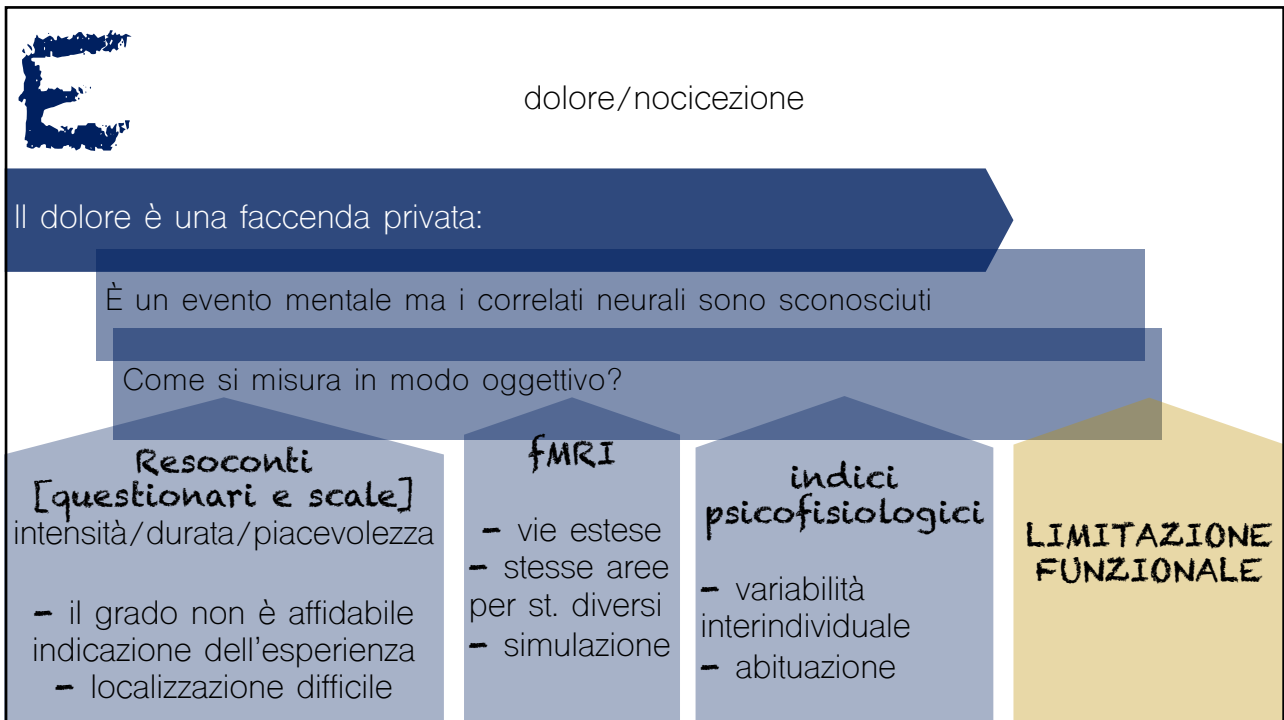 E
dolore/nocicezione
Il dolore è una faccenda privata:
È un evento mentale ma i correlati neurali sono sconosciuti
Come si misura in modo oggettivo?
Resoconti
[questionari e scale]
intensità/durata/piacevolezza
- il grado non è affidabile
indicazione dell'esperienza
- localizzazione difficile
fMRI
- vie estese
- stesse aree
per st. diversi
- simulazione
indici
psicofisiologici
- variabilità
interindividuale
- abituazione
LIMITAZIONE
FUNZIONALE